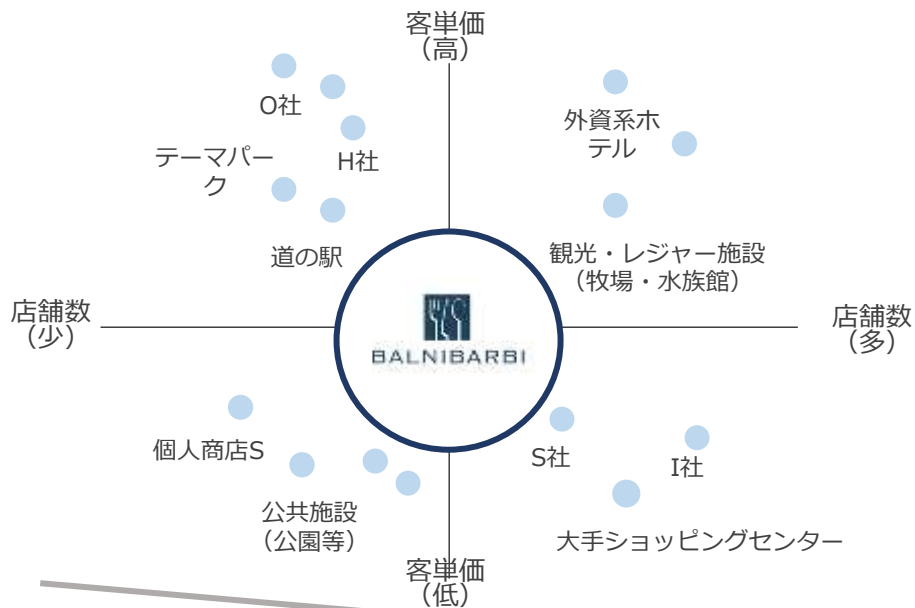 客単価
（高）
O社
外資系ホ
テル
テーマパー
ク
H社
道の駅
観光・レジャー施設
（牧場・水族館）
店舗数
（少）
BALNIBARBI
店舗数
（多）
個人商店S
S社
I社
公共施設
（公園等）
大手ショッピングセンター
客単価
（低）